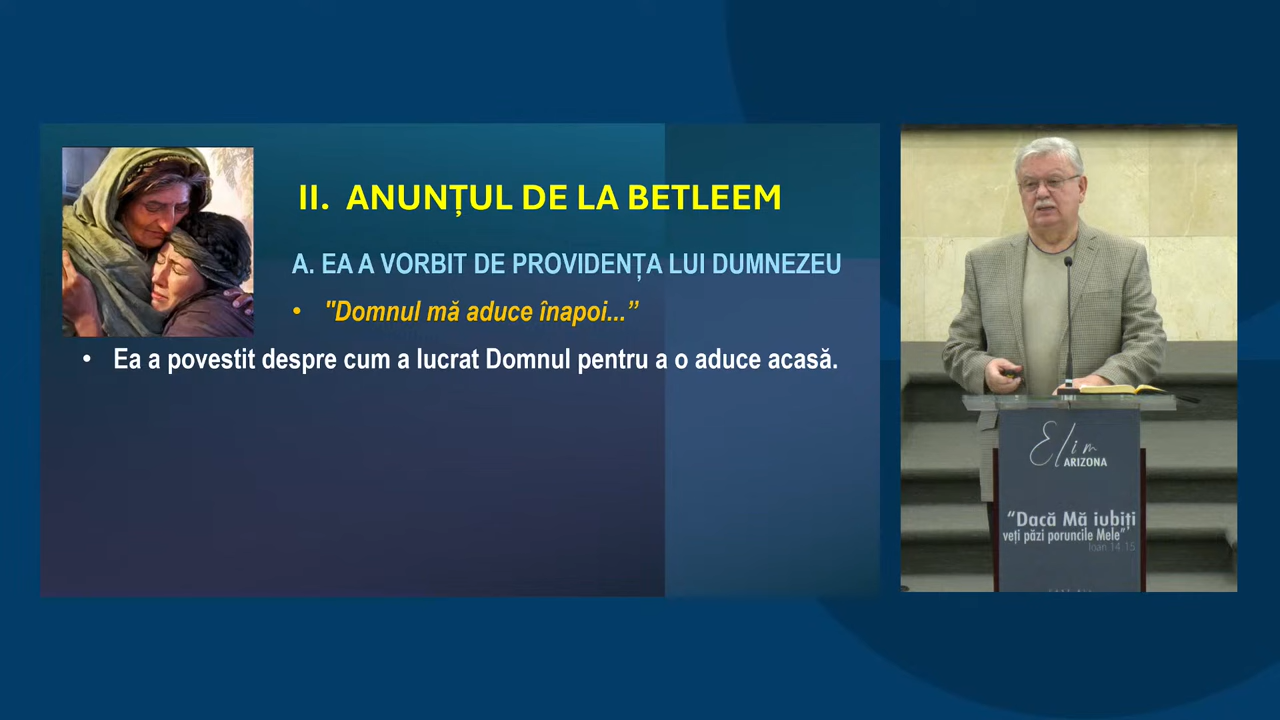 II. ANUNȚUL DE LA BETLEEM
A. EA A VORBIT DE PROVIDENȚA LUI DUMNEZEU
• "Domnul mă aduce înapoi...”
• Ea a povestit despre cum a lucrat Domnul pentru a o aduce acasă.
Elim
ARIZONA
“Dacă Mă iubiți
veți păzi poruncile Mele”
Ioan 14.15